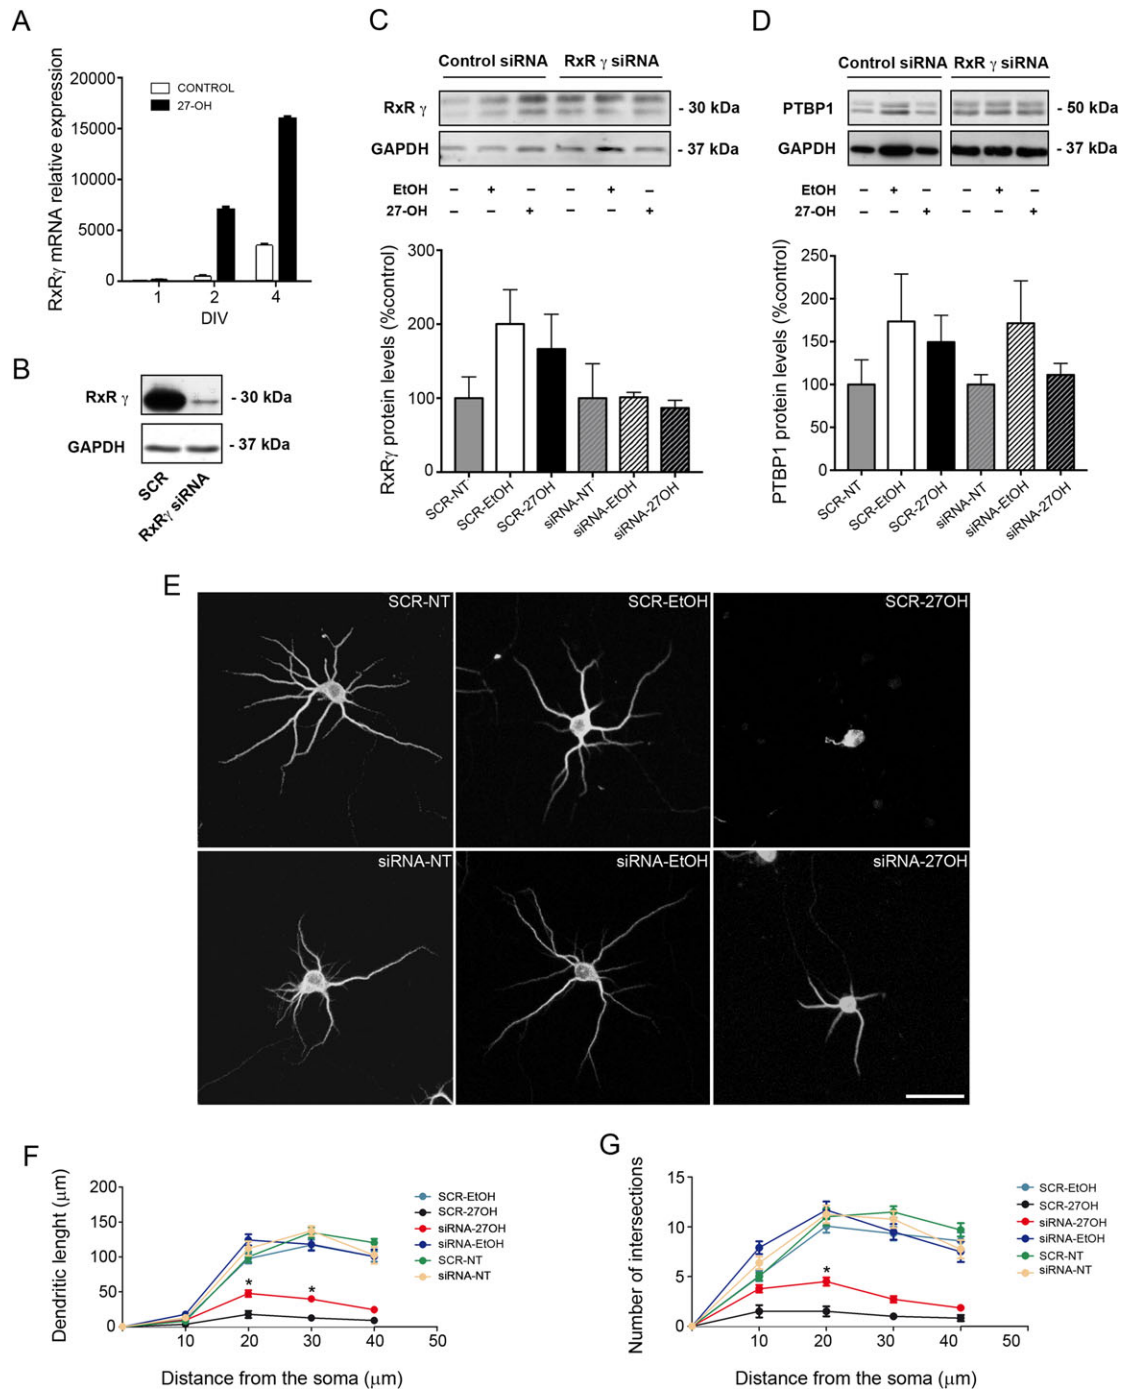 A
RxRγ mRNA relative expression
20000
15000
10000
5000
0
CONTROL
27-OH
1 2 4
DIV
B
RxR γ
- 30 kDa
GAPDH
- 37 kDa
SCR
RxRγ siRNA
C
Control siRNA RxR γ siRNA
RxR γ
- 30 kDa
GAPDH
- 37 kDa
EtOH – + – – + –
27-OH – – + – – +
RxRγ protein levels (%control)
300
200
100
0
SCR-NT
SCR-EtOH
SCR-27OH
siRNA-NT
siRNA-EtOH
siRNA-27OH
D
Control siRNA RxR γ siRNA
PTBP1
- 50 kDa
GAPDH
- 37 kDa
EtOH – + – – + –
27-OH – – + – – +
PTBP1 protein levels (%control)
250
200
150
100
50
0
SCR-NT
SCR-EtOH
SCR-27OH
siRNA-NT
siRNA-EtOH
siRNA-27OH
E
SCR-NT
SCR-EtOH
SCR-27OH
siRNA-NT
siRNA-EtOH
siRNA-27OH
F
Dendritic lenght (μm)
200
150
100
50
0
* *
10 20 30 40 50
Distance from the soma (μm)
SCR-EtOH
SCR-27OH
siRNA-27OH
siRNA-EtOH
SCR-NT
siRNA-NT
G
Number of intersections
15
10
5
0
*
10 20 30 40 50
Distance from the soma (μm)
SCR-EtOH
SCR-27OH
siRNA-27OH
siRNA-EtOH
SCR-NT
siRNA-NT